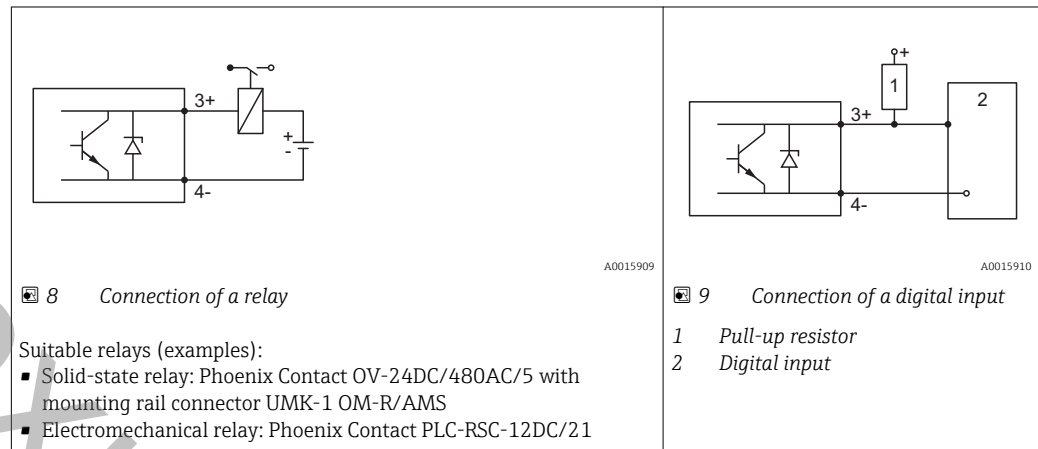 3+
+
-
4-
A0015909
8 Connection of a relay
Suitable relays (examples):
▪ Solid-state relay: Phoenix Contact OV-24DC/480AC/5 with
mounting rail connector UMK-1 OM-R/AMS
▪ Electromechanical relay: Phoenix Contact PLC-RSC-12DC/21
+
1
2
3+
4-
A0015910
9 Connection of a digital input
1 Pull-up resistor
2 Digital input